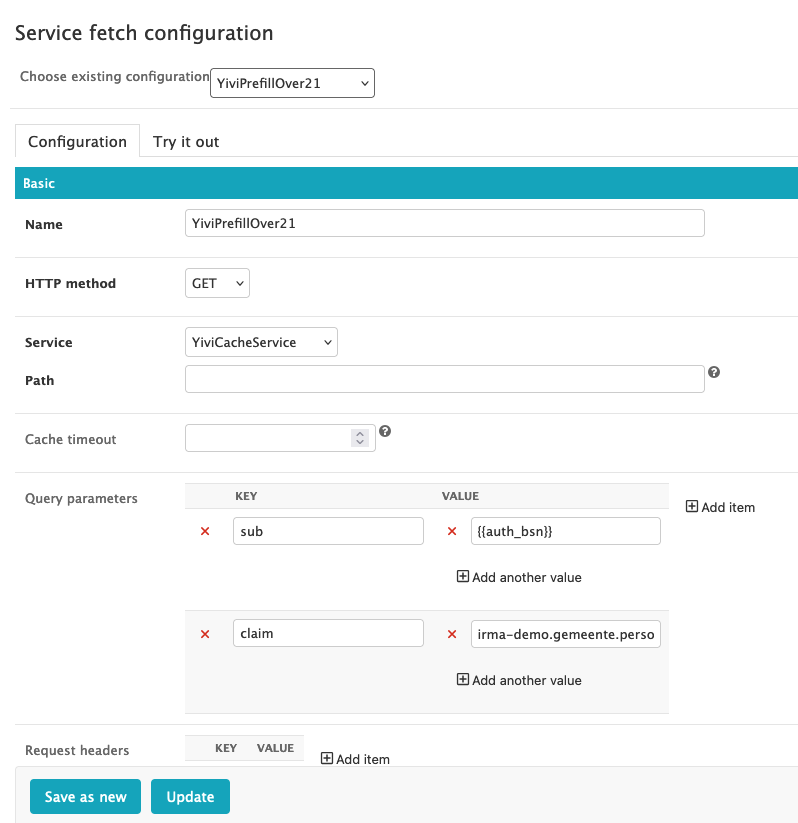 Service fetch configuration
Choose existing configuration YiviPrefillOver21
Configuration Try it out
Basic
Name YiviPrefillOver21
HTTP method GET
Service YiviCacheService
Path
Cache timeout
Query parameters KEY VALUE Add item
sub {{auth_bsn}}
Add another value
claim irma-demo.gemeente.perso
Add another value
Request headers KEY VALUE Add item
Save as new Update